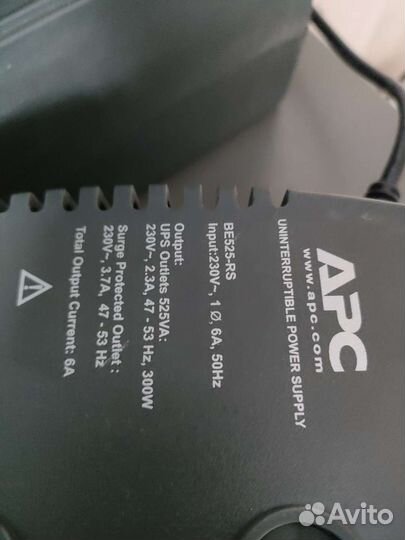 APC
www.apc.com
UNINTERRUPTIBLE POWER SUPPLY
BE525-RS
Input:230V~, 1 Ø, 6A, 50Hz
Output:
UPS Outlets 525VA:
230V~, 2.3A, 47 - 53 Hz, 300W
Surge Protected Outlet :
230V~, 3.7A, 47 - 53 Hz
Total Output Current: 6A
Avito